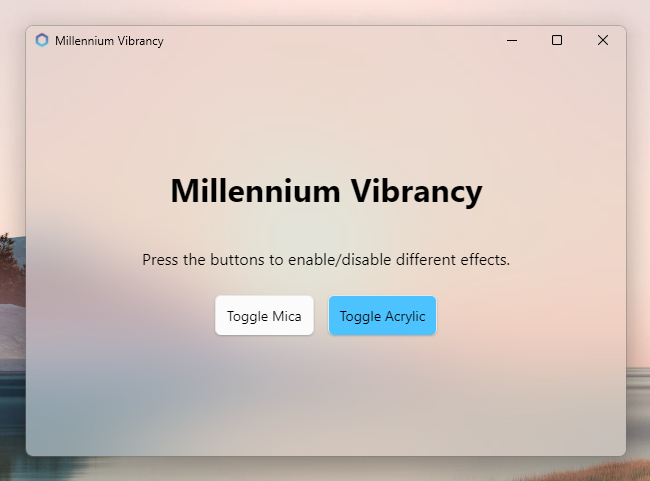 Millennium Vibrancy
Millennium Vibrancy
Press the buttons to enable/disable different effects.
Toggle Mica
Toggle Acrylic